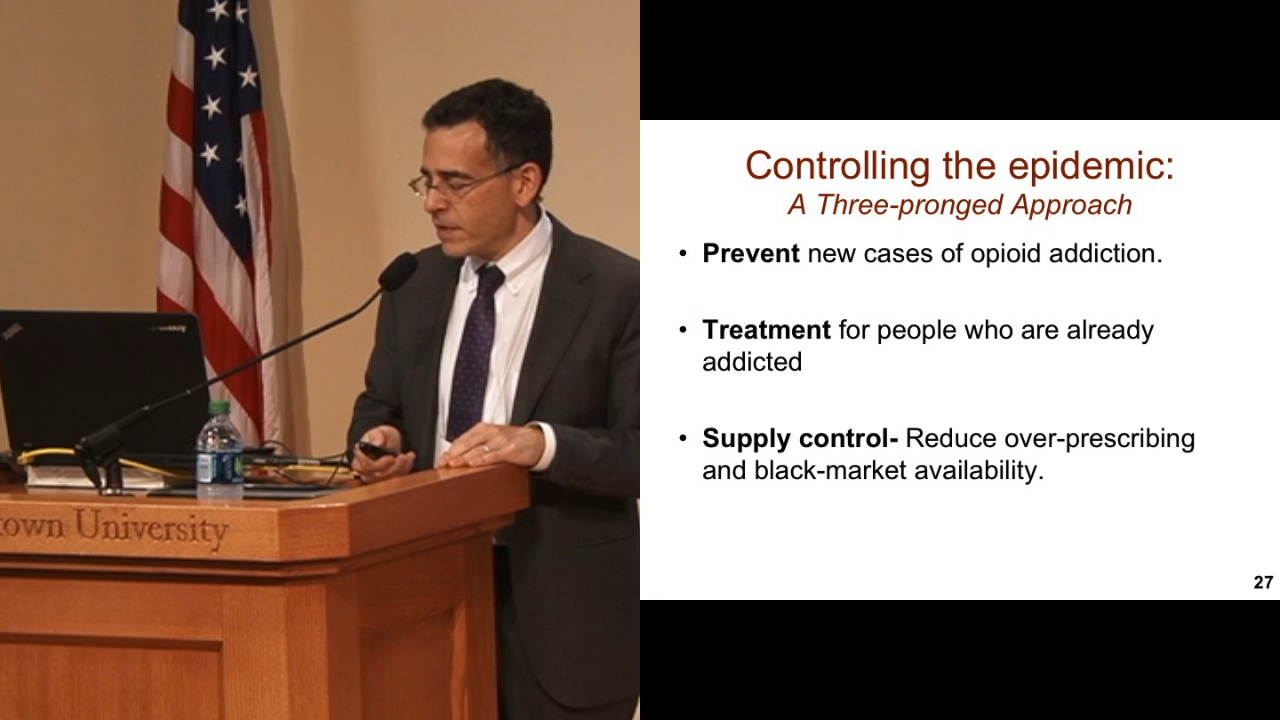 town University
Controlling the epidemic:
A Three-pronged Approach
• Prevent new cases of opioid addiction.
• Treatment for people who are already
addicted
• Supply control- Reduce over-prescribing
and black-market availability.
27